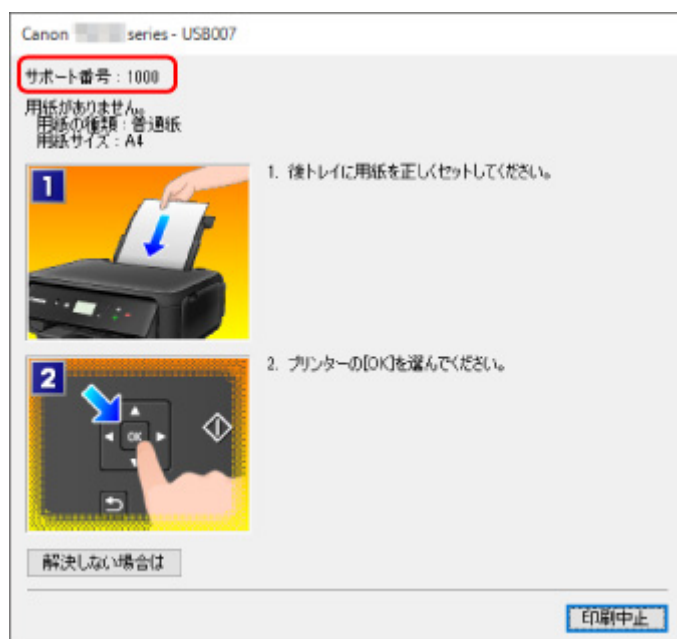 Canon series - USB007
サポート番号 : 1000
用紙がありません。
用紙の種類 : 普通紙
用紙サイズ : A4
1
1. 後トレイに用紙を正しくセットしてください。
2
2. プリンターの[OK]を選んでください。
OK
解決しない場合は
印刷中止